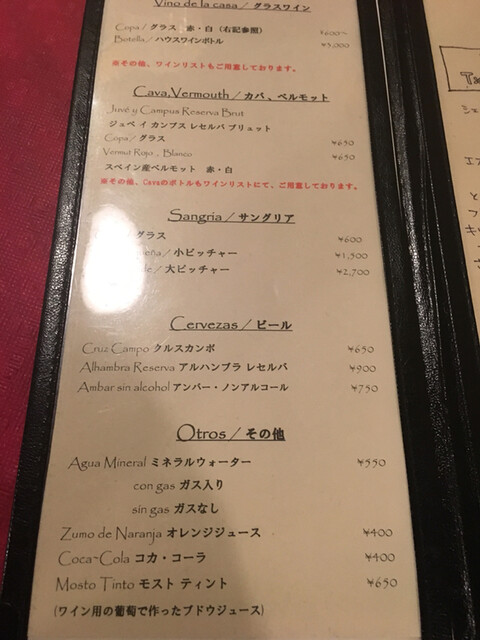 Vino de la casa / グラスワイン
Copa / グラス 赤・白 (右記参照) ¥600~
Botella / ハウスワインボトル ¥3,000
※その他、ワインリストもご用意しております。
Cava,Vermouth / カバ、ベルモット
Juvé y Campus Reserva Brut
ジュベ イ カンプス レセルバ ブリュット
Copa / グラス ¥650
Vermut Rojo , Blanco ¥650
スペイン産ベルモット 赤・白
※その他、Cavaのボトルもワインリストにて、ご用意しております。
Sangria / サングリア
グラス ¥600
eña / 小ピッチャー ¥1,500
de / 大ピッチャー ¥2,700
Cervezas / ビール
Cruz Campo クルスカンポ ¥650
Alhambra Reserva アルハンブラ レセルバ ¥900
Ambar sin alcohol アンバー・ノンアルコール ¥750
Otros / その他
Agua Mineral ミネラルウォーター ¥550
con gas ガス入り
sin gas ガスなし
Zumo de Naranja オレンジジュース ¥400
Coca~Cola コカ・コーラ ¥400
Mosto Tinto モスト ティント ¥650
(ワイン用の葡萄で作ったブドウジュース)